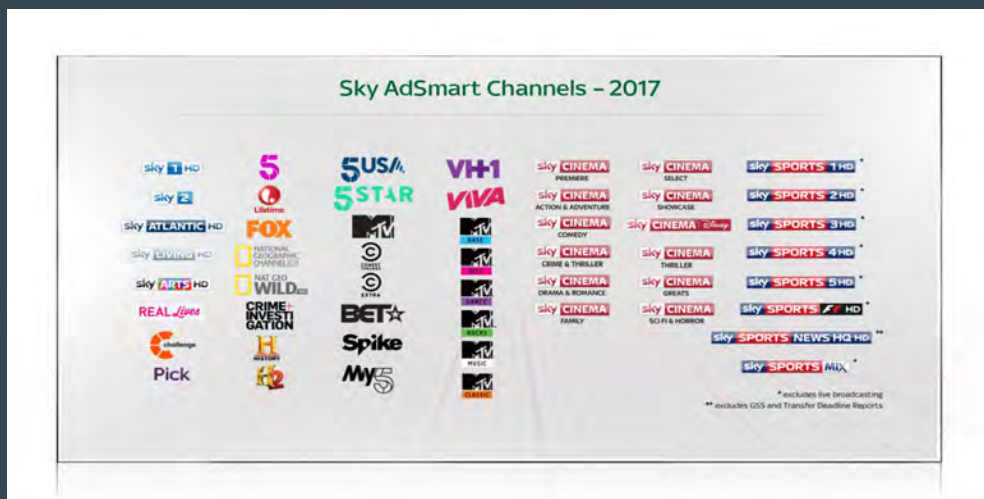 Sky AdSmart Channels – 2017
sky 1 HD
sky 2
sky ATLANTIC HD
sky LIVING HD
sky ARTS HD
REAL Lives
challenge
Pick
5
Lifetime
FOX
NATIONAL
GEOGRAPHIC
CHANNEL
NAT GEO
WILD
CRIME+
INVESTI
GATION
H
HISTORY
H2
5USA
5STAR
MTV
COMEDY
CENTRAL
EXTRA
BET
Spike
My5
VH1
VIVA
MTV
BASE
MTV
MTV
DANCE
MTV
ROCKS
MTV
MUSIC
MTV
CLASSIC
sky CINEMA
PREMIERE
sky CINEMA
ACTION & ADVENTURE
sky CINEMA
COMEDY
sky CINEMA
CRIME & THRILLER
sky CINEMA
DRAMA & ROMANCE
sky CINEMA
FAMILY
sky CINEMA
SELECT
sky CINEMA
SHOWCASE
sky CINEMA Disney
sky CINEMA
THRILLER
sky CINEMA
GREATS
sky CINEMA
SCI FI & HORROR
sky SPORTS 1 HD *
sky SPORTS 2 HD *
sky SPORTS 3 HD *
sky SPORTS 4 HD *
sky SPORTS 5 HD *
sky SPORTS F1 HD *
sky SPORTS NEWS HQ HD **
sky SPORTS MIX *
* excludes live broadcasting
** excludes GSS and Transfer Deadline Reports